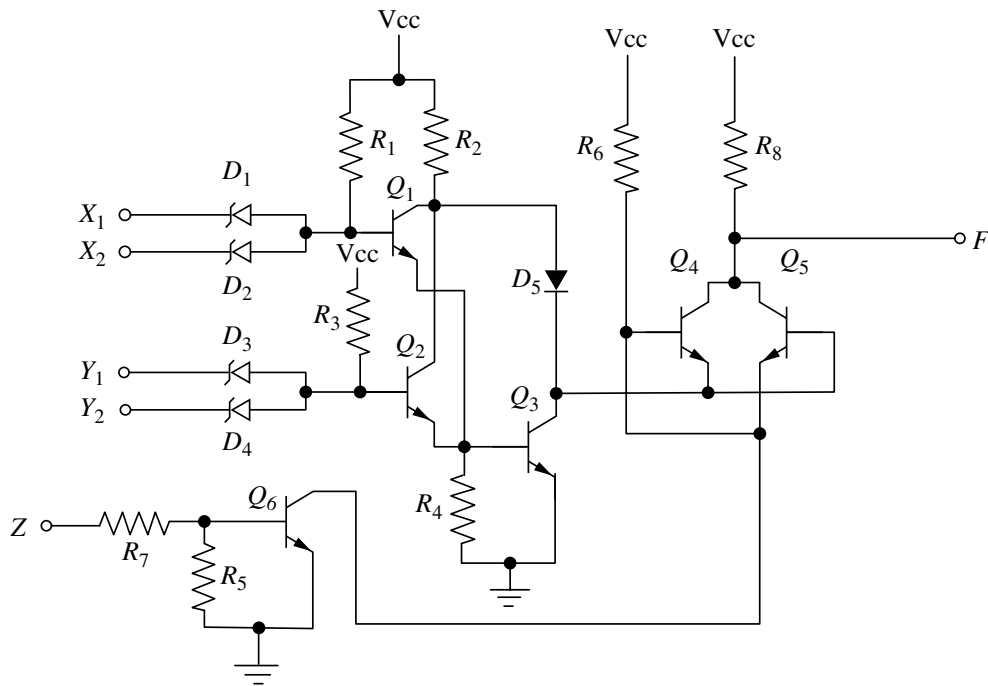 Vcc
Vcc
Vcc
R1
R2
R6
R8
D1
Q1
X1
X2
F
Vcc
D2
Q4
Q5
D5
R3
D3
Q2
Y1
Y2
Q3
D4
Q6
R4
Z
R7
R5